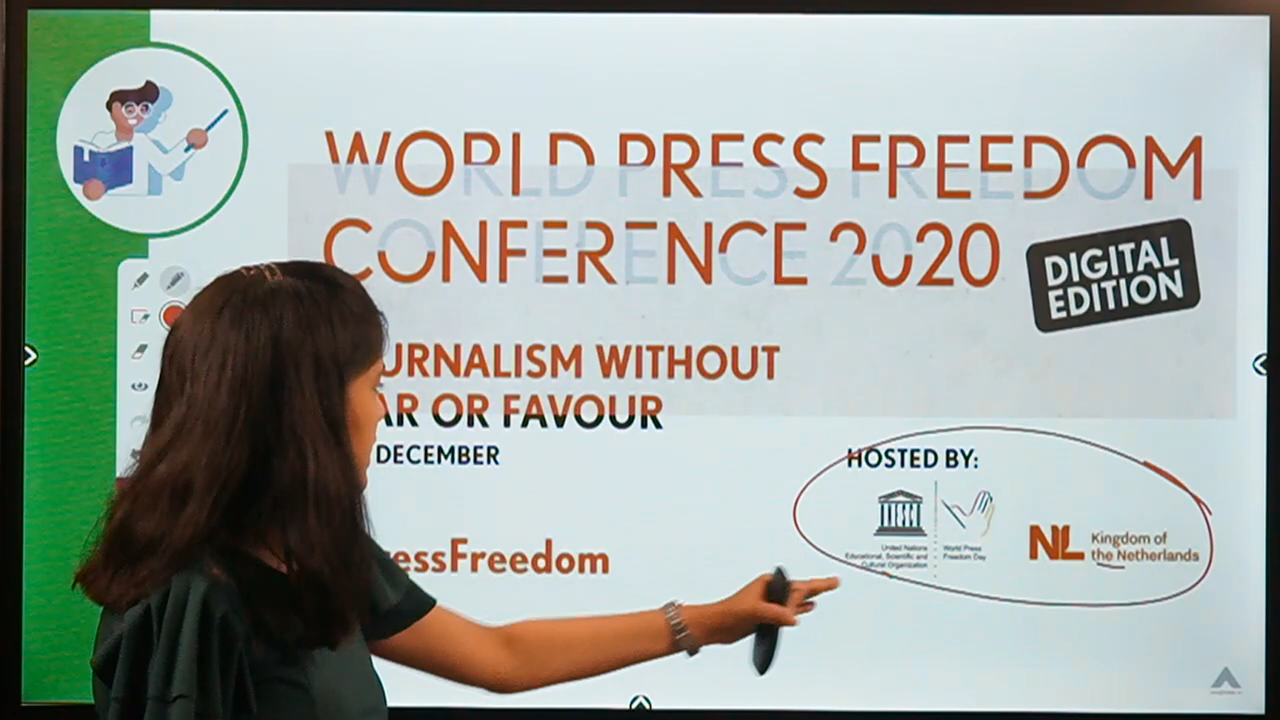 WORLD PRESS FREEDOM
CONFERENCE 2020
DIGITAL
EDITION
URNALISM WITHOUT
AR OR FAVOUR
DECEMBER
HOSTED BY:
United Nations
Educational, Scientific and
Cultural Organization
World Press
Freedom Day
NL
Kingdom of
the Netherlands
essFreedom